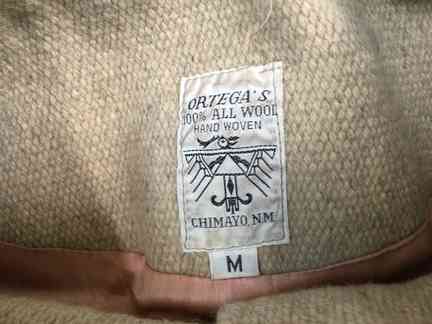 ORTEGA'S
100% ALL WOOL
HAND WOVEN
CHIMAYO, N.M.
M